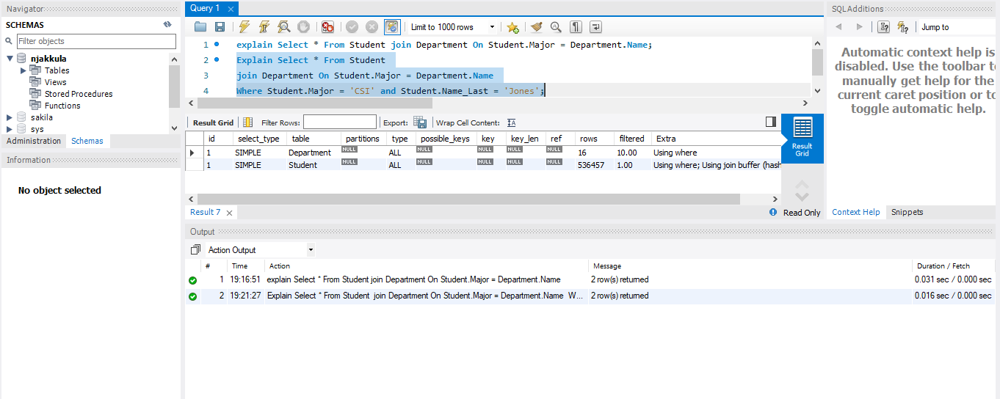 Navigator
SCHEMAS
Filter objects
njakkula
Tables
Views
Stored Procedures
Functions
sakila
sys
Administration Schemas
Information
No object selected
Query 1
Limit to 1000 rows
1 explain Select * From Student join Department On Student.Major = Department.Name;
2 Explain Select * From Student
3 join Department On Student.Major = Department.Name
4 Where Student.Major = 'CSI' and Student.Name_Last = 'Jones';
Result Grid Filter Rows: Export: Wrap Cell Content:
id select_type table partitions type possible_keys key key_len ref rows filtered Extra
1 SIMPLE Department NULL ALL NULL NULL NULL NULL 16 10.00 Using where
1 SIMPLE Student NULL ALL NULL NULL NULL NULL 536457 1.00 Using where; Using join buffer (hash
Result
Grid
Result 7
Read Only
Output
Action Output
# Time Action Message Duration / Fetch
1 19:16:51 explain Select * From Student join Department On Student.Major = Department.Name 2 row(s) returned 0.031 sec / 0.000 sec
2 19:21:27 Explain Select * From Student join Department On Student.Major = Department.Name W... 2 row(s) returned 0.016 sec / 0.000 sec
SQLAdditions
Jump to
Automatic context help is
disabled. Use the toolbar to
manually get help for the
current caret position or to
toggle automatic help.
Context Help Snippets